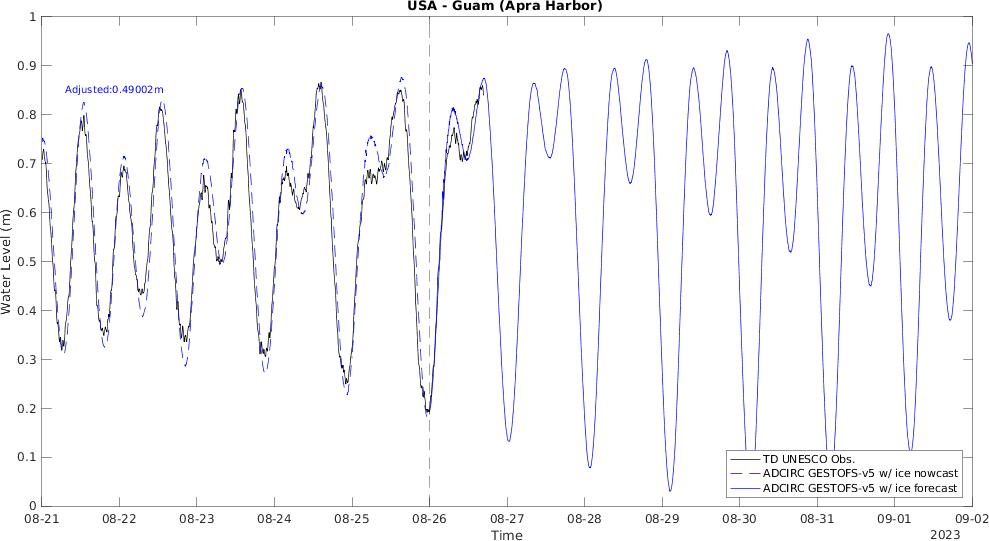 USA - Guam (Apra Harbor)
Water Level (m)
1
0.9
0.8
0.7
0.6
0.5
0.4
0.3
0.2
0.1
0
Adjusted:0.49002m
TD UNESCO Obs.
ADCIRC GESTOFS-v5 w/ ice nowcast
ADCIRC GESTOFS-v5 w/ ice forecast
08-21 08-22 08-23 08-24 08-25 08-26 08-27 08-28 08-29 08-30 08-31 09-01 09-02
Time
2023